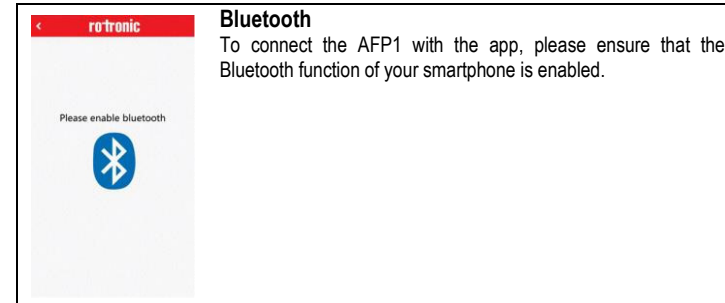 rotronic
Please enable bluetooth
Bluetooth
To connect the AFP1 with the app, please ensure that the
Bluetooth function of your smartphone is enabled.